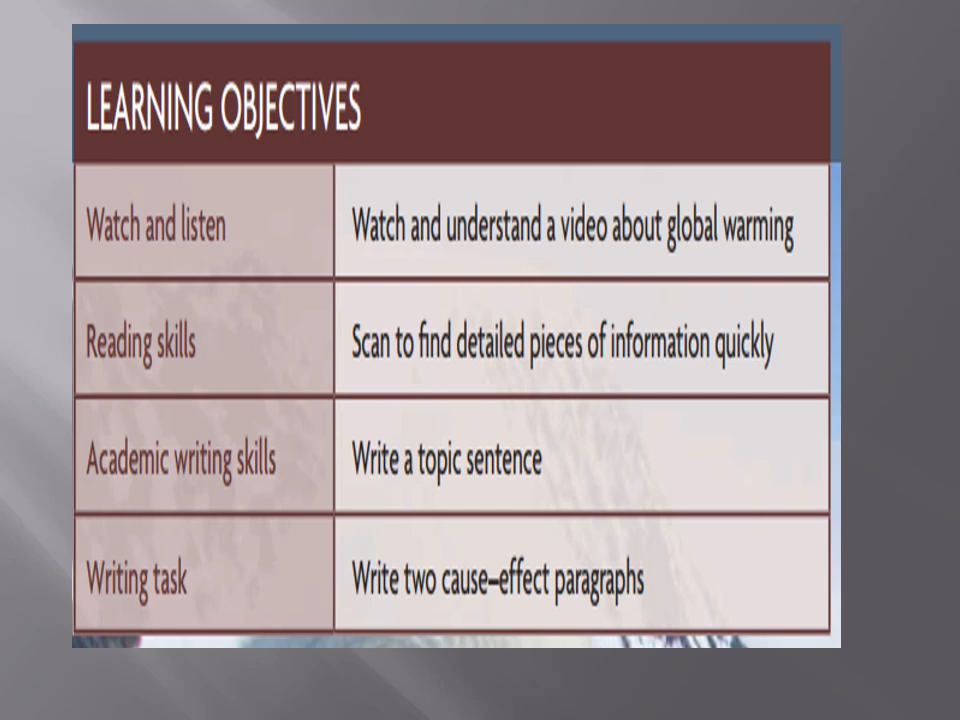 LEARNING OBJECTIVES
Watch and listen Watch and understand a video about global warming
Reading skills Scan to find detailed pieces of information quickly
Academic writing skills Write a topic sentence
Writing task Write two cause–effect paragraphs